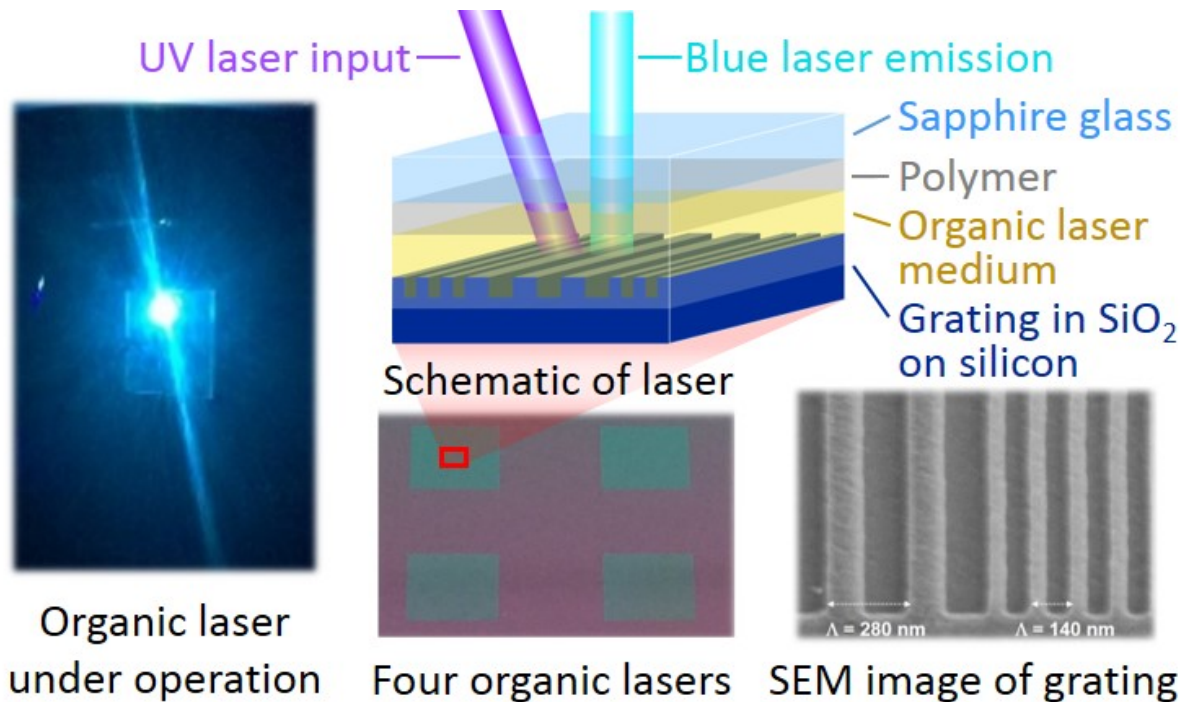 UV laser input
Blue laser emission
Sapphire glass
Polymer
Organic laser
medium
Grating in SiO₂
on silicon
Schematic of laser
Λ = 280 nm
Λ = 140 nm
Organic laser
under operation
Four organic lasers
SEM image of grating